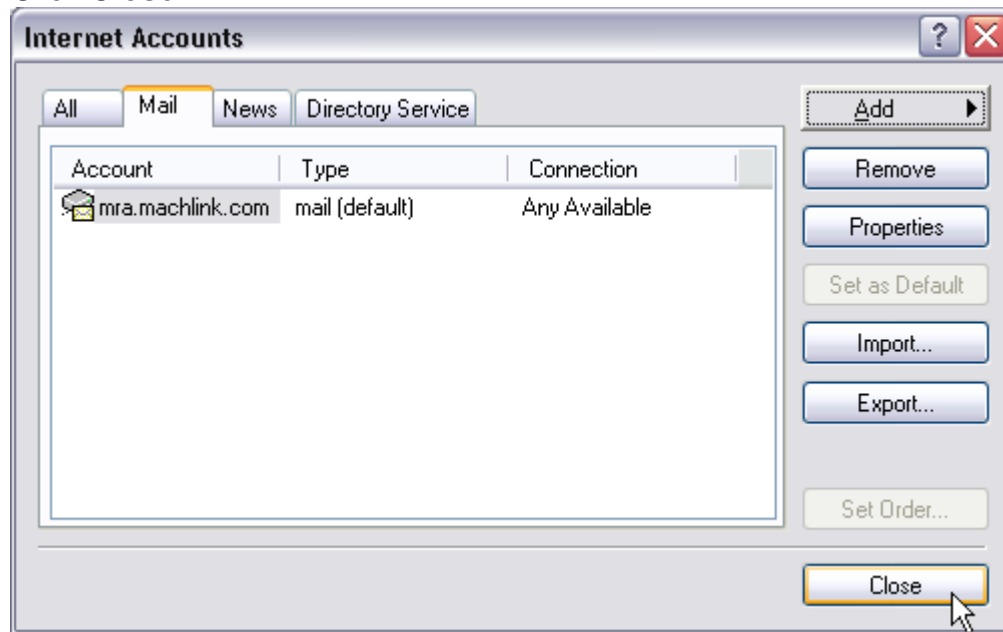 Internet Accounts
?
All Mail News Directory Service
Add
Account Type Connection
Remove
mra.machlink.com mail (default) Any Available
Properties
Set as Default
Import...
Export...
Set Order...
Close